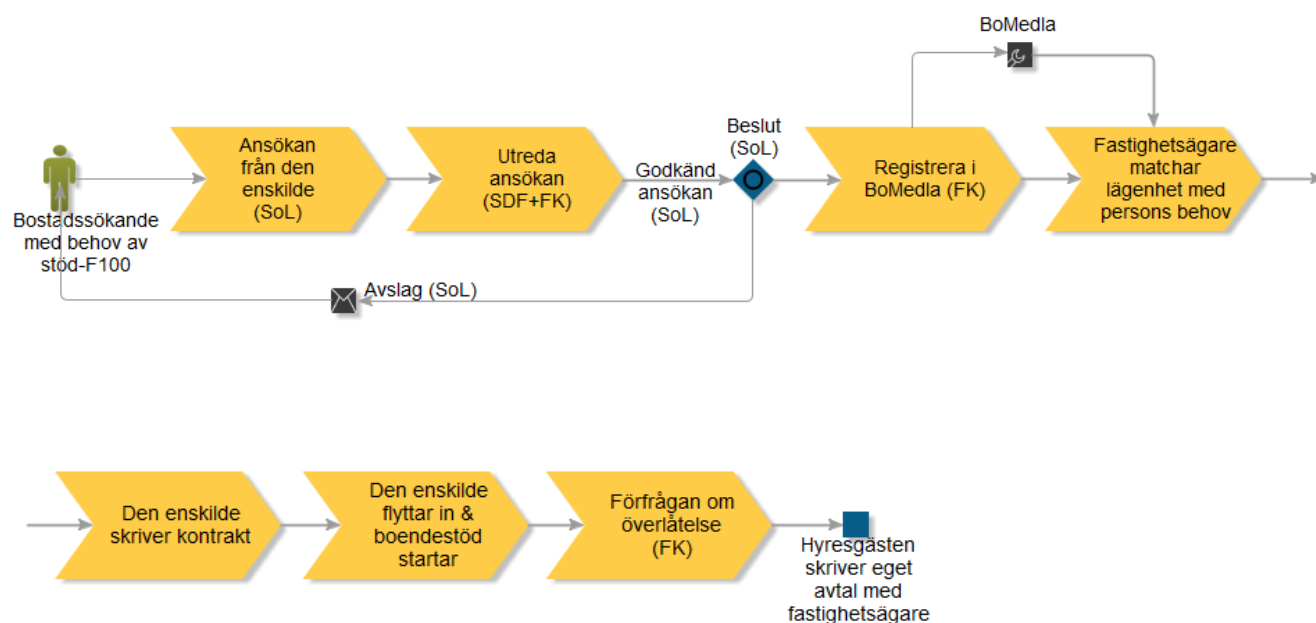 BoMedla
Ansökan
från den
enskilde
(SoL)
Utreda
ansökan
(SDF+FK)
Godkänd
ansökan
(SoL)
Beslut
(SoL)
Registrera i
BoMedla (FK)
Fastighetsägare
matchar
lägenhet med
persons behov
Bostadssökande
med behov av
stöd-F100
Avslag (SoL)
Den enskilde
skriver kontrakt
Den enskilde
flyttar in &
boendestöd
startar
Förfrågan om
överlåtelse
(FK)
Hyresgästen
skriver eget
avtal med
fastighetsägare